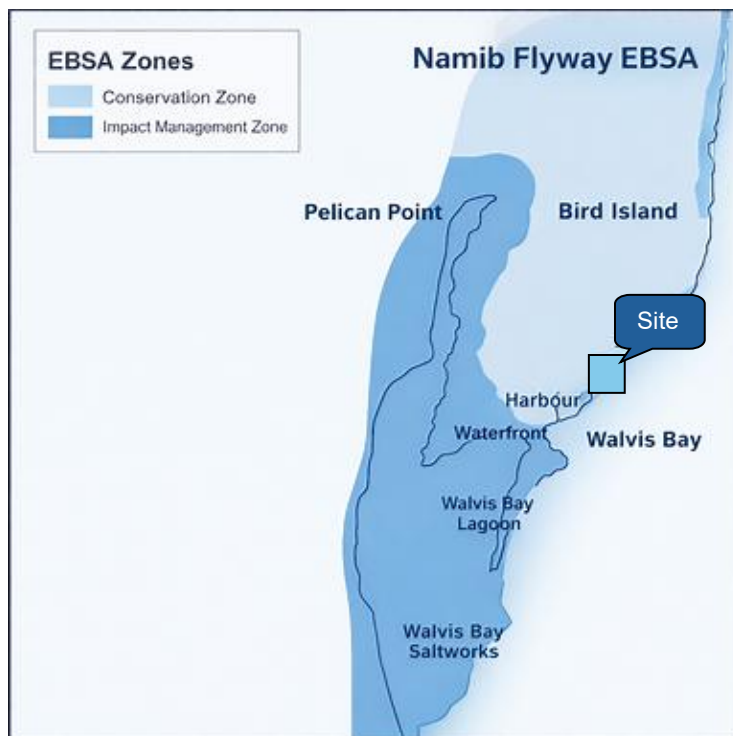 EBSA Zones
Conservation Zone
Impact Management Zone
Namib Flyway EBSA
Pelican Point
Bird Island
Site
Harbour
Waterfront
Walvis Bay
Walvis Bay
Lagoon
Walvis Bay
Saltworks